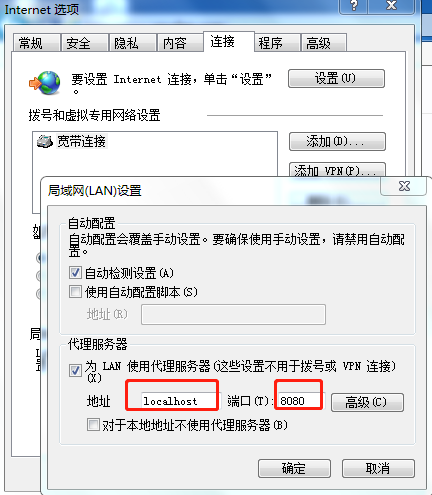 Internet 选项
常规 安全 隐私 内容 连接 程序 高级
要设置 Internet 连接，单击“设置”
。
设置(U)
拨号和虚拟专用网络设置
宽带连接
添加(D)...
添加 VPN(P)...
局域网(LAN)设置
自动配置
自动配置会覆盖手动设置。要确保使用手动设置，请禁用自动配
置。
自动检测设置(A)
使用自动配置脚本(S)
地址(R)
代理服务器
为 LAN 使用代理服务器(这些设置不用于拨号或 VPN 连接)
(X)
地址 localhost 端口(T): 8080 高级(C)
对于本地地址不使用代理服务器(B)
确定 取消